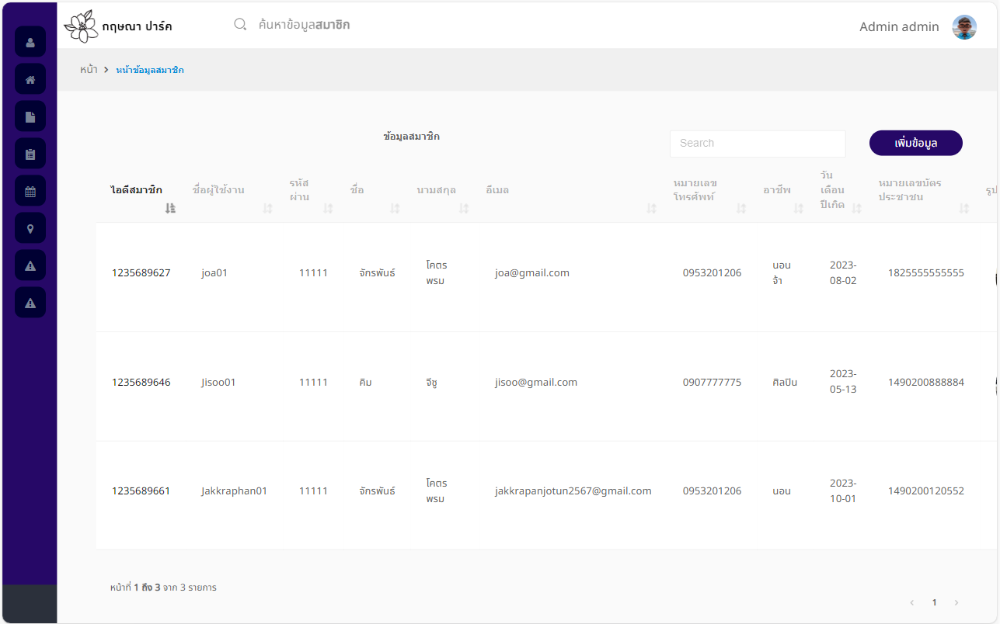 กฤษณา ปาร์ค
ค้นหาข้อมูลสมาชิก
Admin admin
หน้า > หน้าข้อมูลสมาชิก
ข้อมูลสมาชิก
Search
เพิ่มข้อมูล
ไอดีสมาชิก
ชื่อผู้ใช้งาน
รหัส
ผ่าน
ชื่อ
นามสกุล
อีเมล
หมายเลข
โทรศัพท์
อาชีพ
วัน
เดือน
ปีเกิด
หมายเลขบัตร
ประชาชน
รูป
1235689627
joa01
11111
จักรพันธ์
โคตร
พรม
joa@gmail.com
0953201206
นอน
จ้า
2023-
08-02
1825555555555
1235689646
Jisoo01
11111
คิม
จีซู
jisoo@gmail.com
0907777775
ศิลปิน
2023-
05-13
1490200888884
1235689661
Jakkraphan01
11111
จักรพันธ์
โคตร
พรม
jakkrapanjotun2567@gmail.com
0953201206
นอน
2023-
10-01
1490200120552
หน้าที่ 1 ถึง 3 จาก 3 รายการ
‹ 1 ›